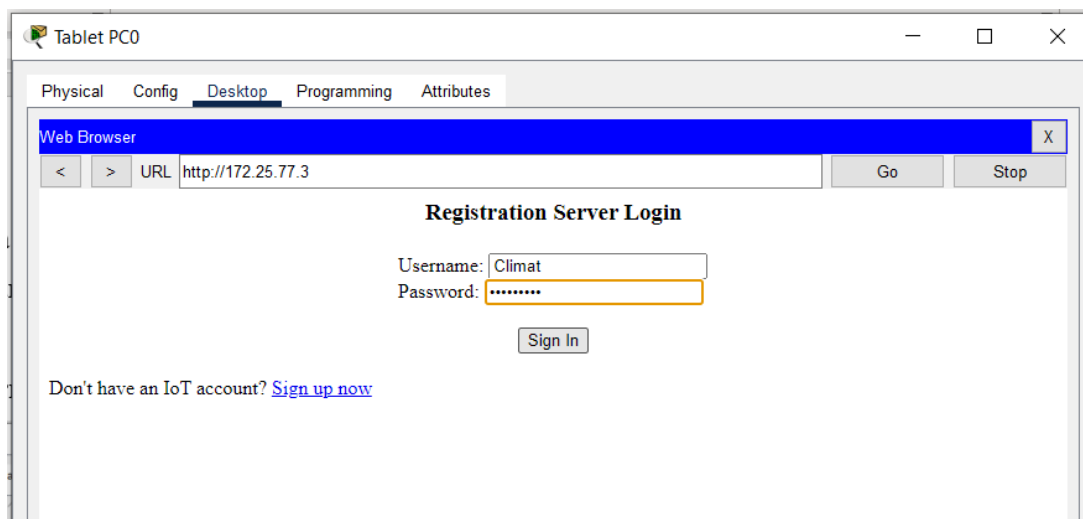 Tablet PC0
Physical Config Desktop Programming Attributes
Web Browser
X
< > URL http://172.25.77.3 Go Stop
Registration Server Login
Username: Climat
Password: •••••••••
Sign In
Don't have an IoT account? Sign up now